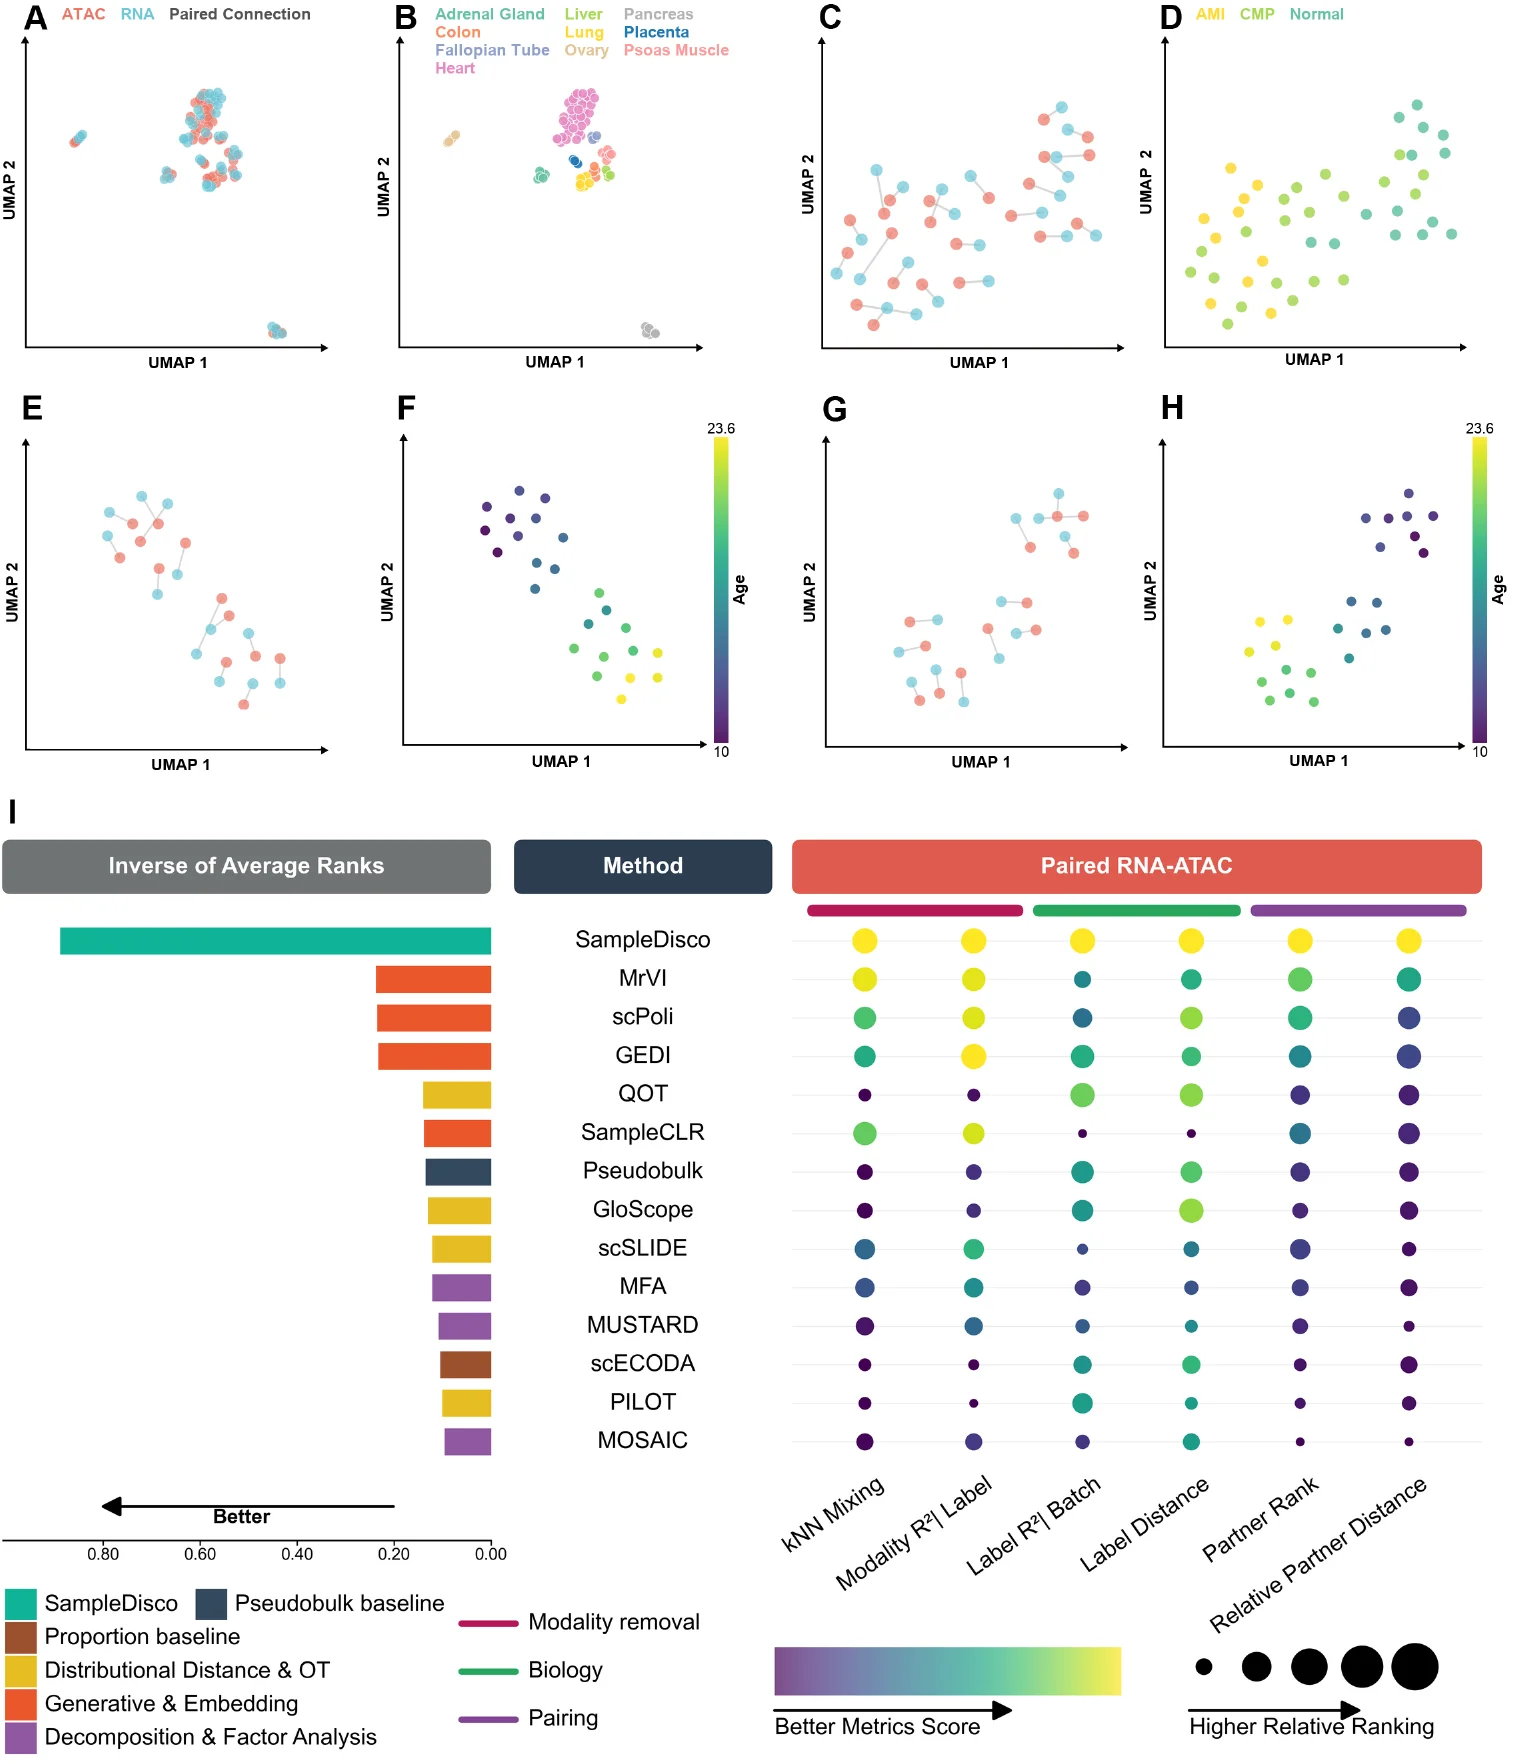 A
ATAC RNA Paired Connection
UMAP 2
UMAP 1
B
Adrenal Gland Liver Pancreas
Colon Lung Placenta
Fallopian Tube Ovary Psoas Muscle
Heart
UMAP 2
UMAP 1
C
UMAP 2
UMAP 1
D
AMI CMP Normal
UMAP 2
UMAP 1
E
UMAP 2
UMAP 1
F
23.6
Age
10
UMAP 2
UMAP 1
G
UMAP 2
UMAP 1
H
23.6
Age
10
UMAP 2
UMAP 1
I
Inverse of Average Ranks Method Paired RNA-ATAC
SampleDisco
MrVI
scPoli
GEDI
QOT
SampleCLR
Pseudobulk
GloScope
scSLIDE
MFA
MUSTARD
scECODA
PILOT
MOSAIC
Better
0.80 0.60 0.40 0.20 0.00
kNN Mixing
Modality R²| Label
Label R²| Batch
Label Distance
Partner Rank
Relative Partner Distance
SampleDisco Pseudobulk baseline
Proportion baseline
Distributional Distance & OT
Generative & Embedding
Decomposition & Factor Analysis
Modality removal
Biology
Pairing
Better Metrics Score
Higher Relative Ranking